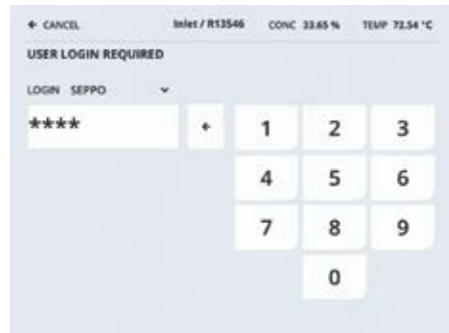 ← CANCEL Inlet / R13546 CONC 33.65 % TEMP 72.54 °C
USER LOGIN REQUIRED
LOGIN SEPPO
**** ← 1 2 3
4 5 6
7 8 9
0